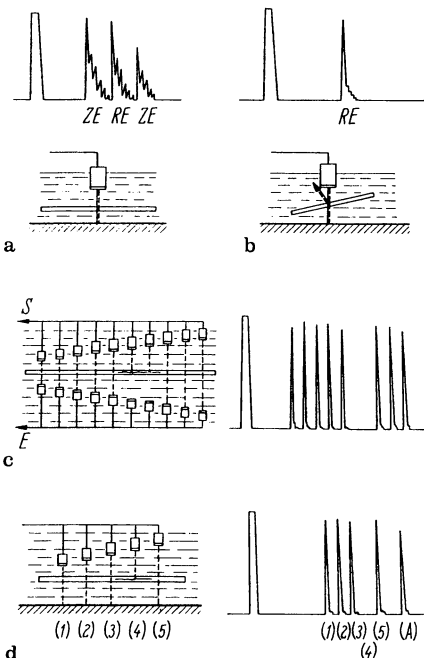 ZE RE ZE
RE
a
b
S
E
c
(1) (2) (3) (4) (5)
(1) (2) (3) (5) (A)
(4)
d